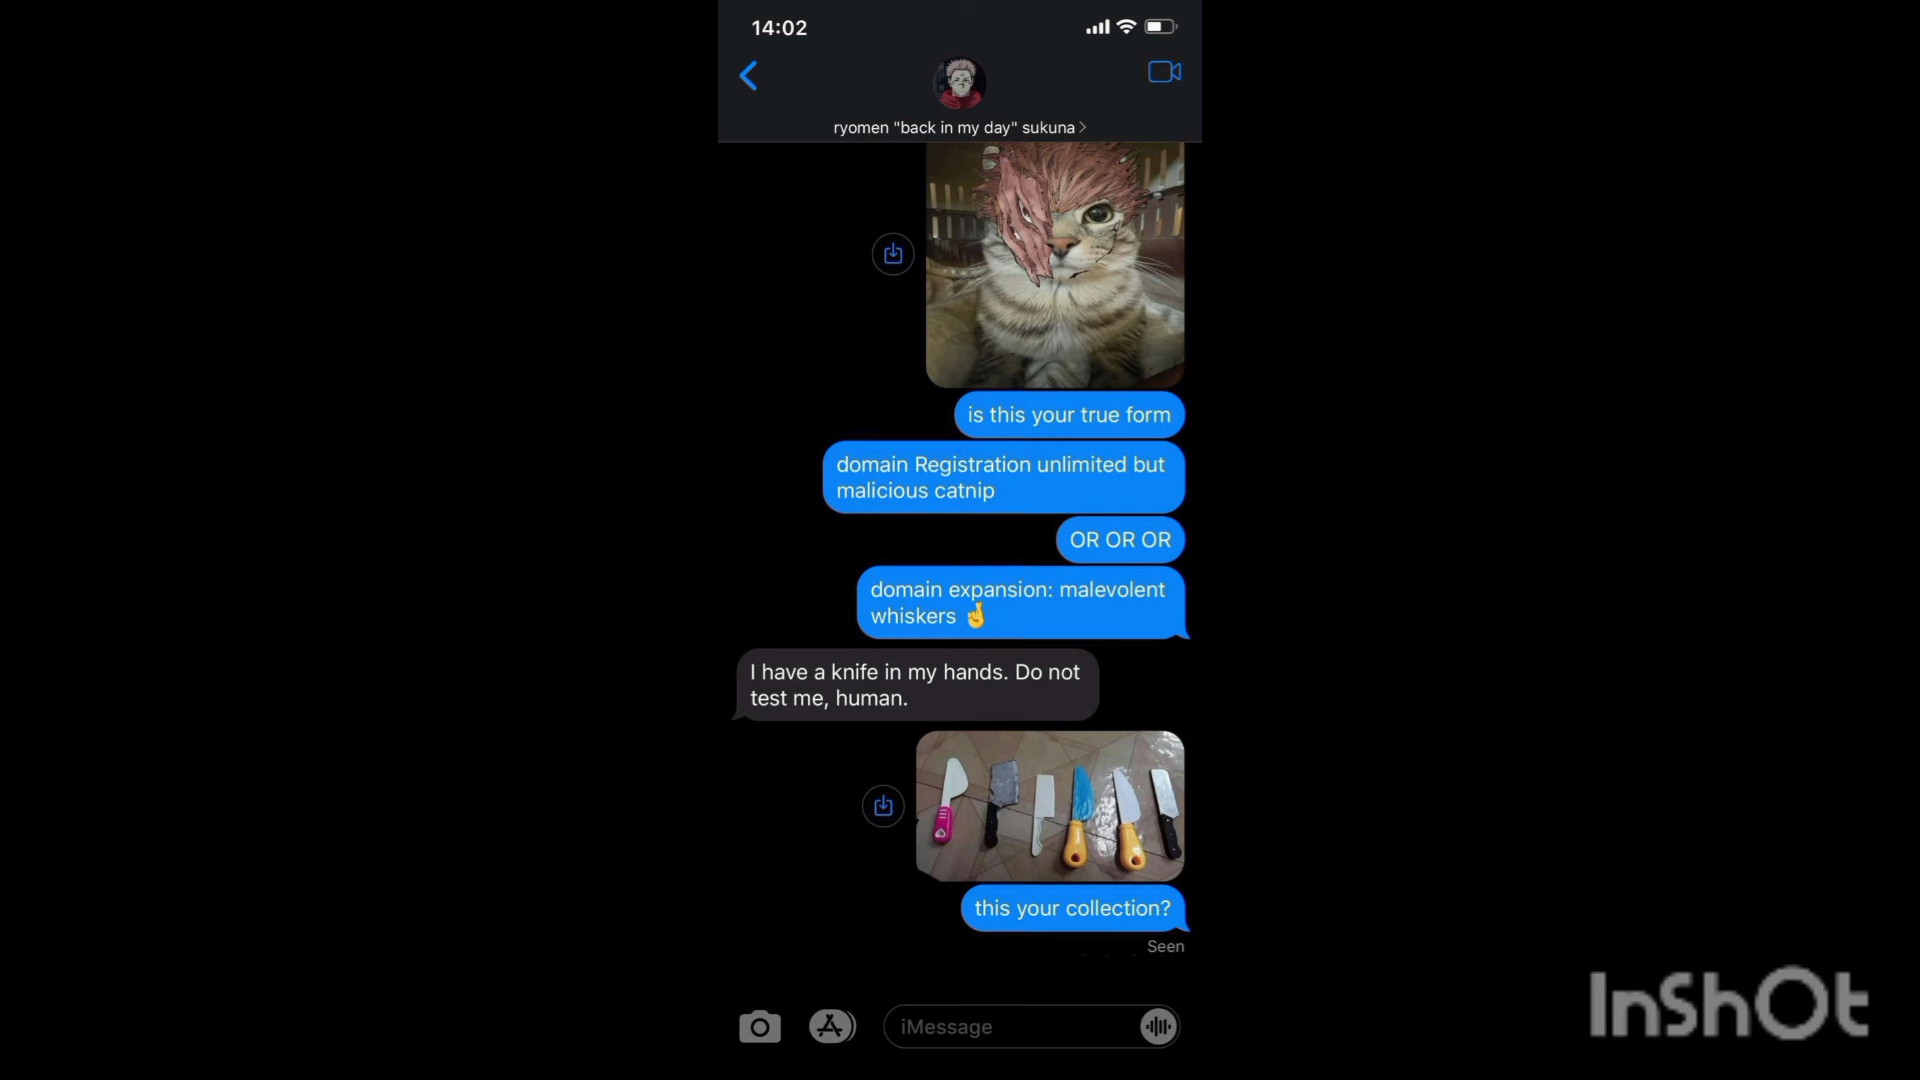 14:02
ryomen "back in my day" sukuna
is this your true form
domain Registration unlimited but
malicious catnip
OR OR OR
domain expansion: malevolent
whiskers 🤞
I have a knife in my hands. Do not
test me, human.
this your collection?
Seen
iMessage
InShOt